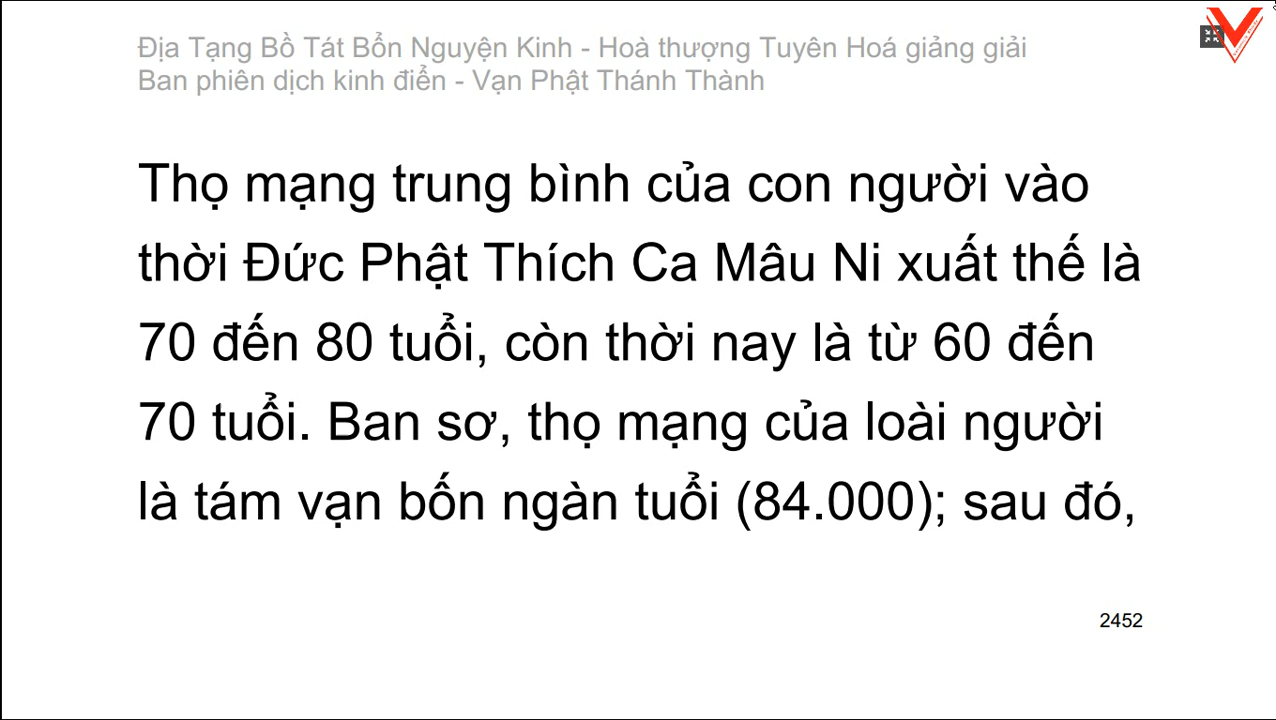 Địa Tạng Bồ Tát Bổn Nguyện Kinh - Hoà thượng Tuyên Hoá giảng giải
Ban phiên dịch kinh điển - Vạn Phật Thánh Thành
Thọ mạng trung bình của con người vào
thời Đức Phật Thích Ca Mâu Ni xuất thế là
70 đến 80 tuổi, còn thời nay là từ 60 đến
70 tuổi. Ban sơ, thọ mạng của loài người
là tám vạn bốn ngàn tuổi (84.000); sau đó,
2452